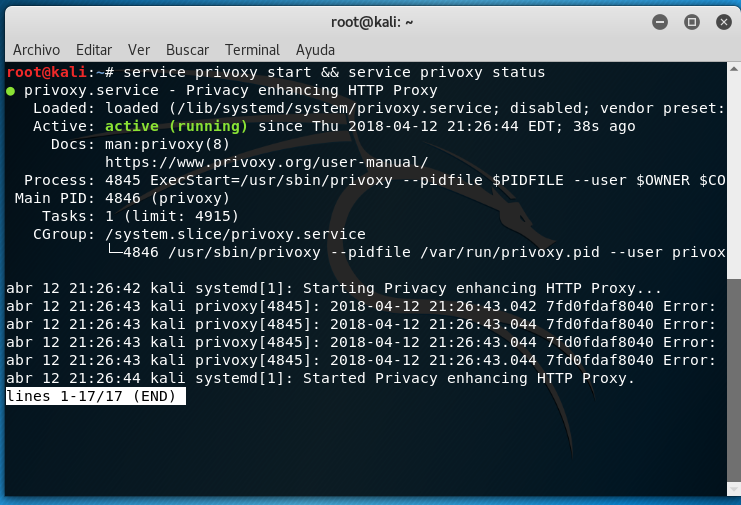 root@kali: ~
Archivo Editar Ver Buscar Terminal Ayuda
root@kali:~# service privoxy start && service privoxy status
● privoxy.service - Privacy enhancing HTTP Proxy
   Loaded: loaded (/lib/systemd/system/privoxy.service; disabled; vendor preset:
   Active: active (running) since Thu 2018-04-12 21:26:44 EDT; 38s ago
     Docs: man:privoxy(8)
           https://www.privoxy.org/user-manual/
  Process: 4845 ExecStart=/usr/sbin/privoxy --pidfile $PIDFILE --user $OWNER $CO
 Main PID: 4846 (privoxy)
    Tasks: 1 (limit: 4915)
   CGroup: /system.slice/privoxy.service
           └─4846 /usr/sbin/privoxy --pidfile /var/run/privoxy.pid --user privox
abr 12 21:26:42 kali systemd[1]: Starting Privacy enhancing HTTP Proxy...
abr 12 21:26:43 kali privoxy[4845]: 2018-04-12 21:26:43.042 7fd0fdaf8040 Error:
abr 12 21:26:43 kali privoxy[4845]: 2018-04-12 21:26:43.044 7fd0fdaf8040 Error:
abr 12 21:26:43 kali privoxy[4845]: 2018-04-12 21:26:43.044 7fd0fdaf8040 Error:
abr 12 21:26:43 kali privoxy[4845]: 2018-04-12 21:26:43.044 7fd0fdaf8040 Error:
abr 12 21:26:44 kali systemd[1]: Started Privacy enhancing HTTP Proxy.
lines 1-17/17 (END)